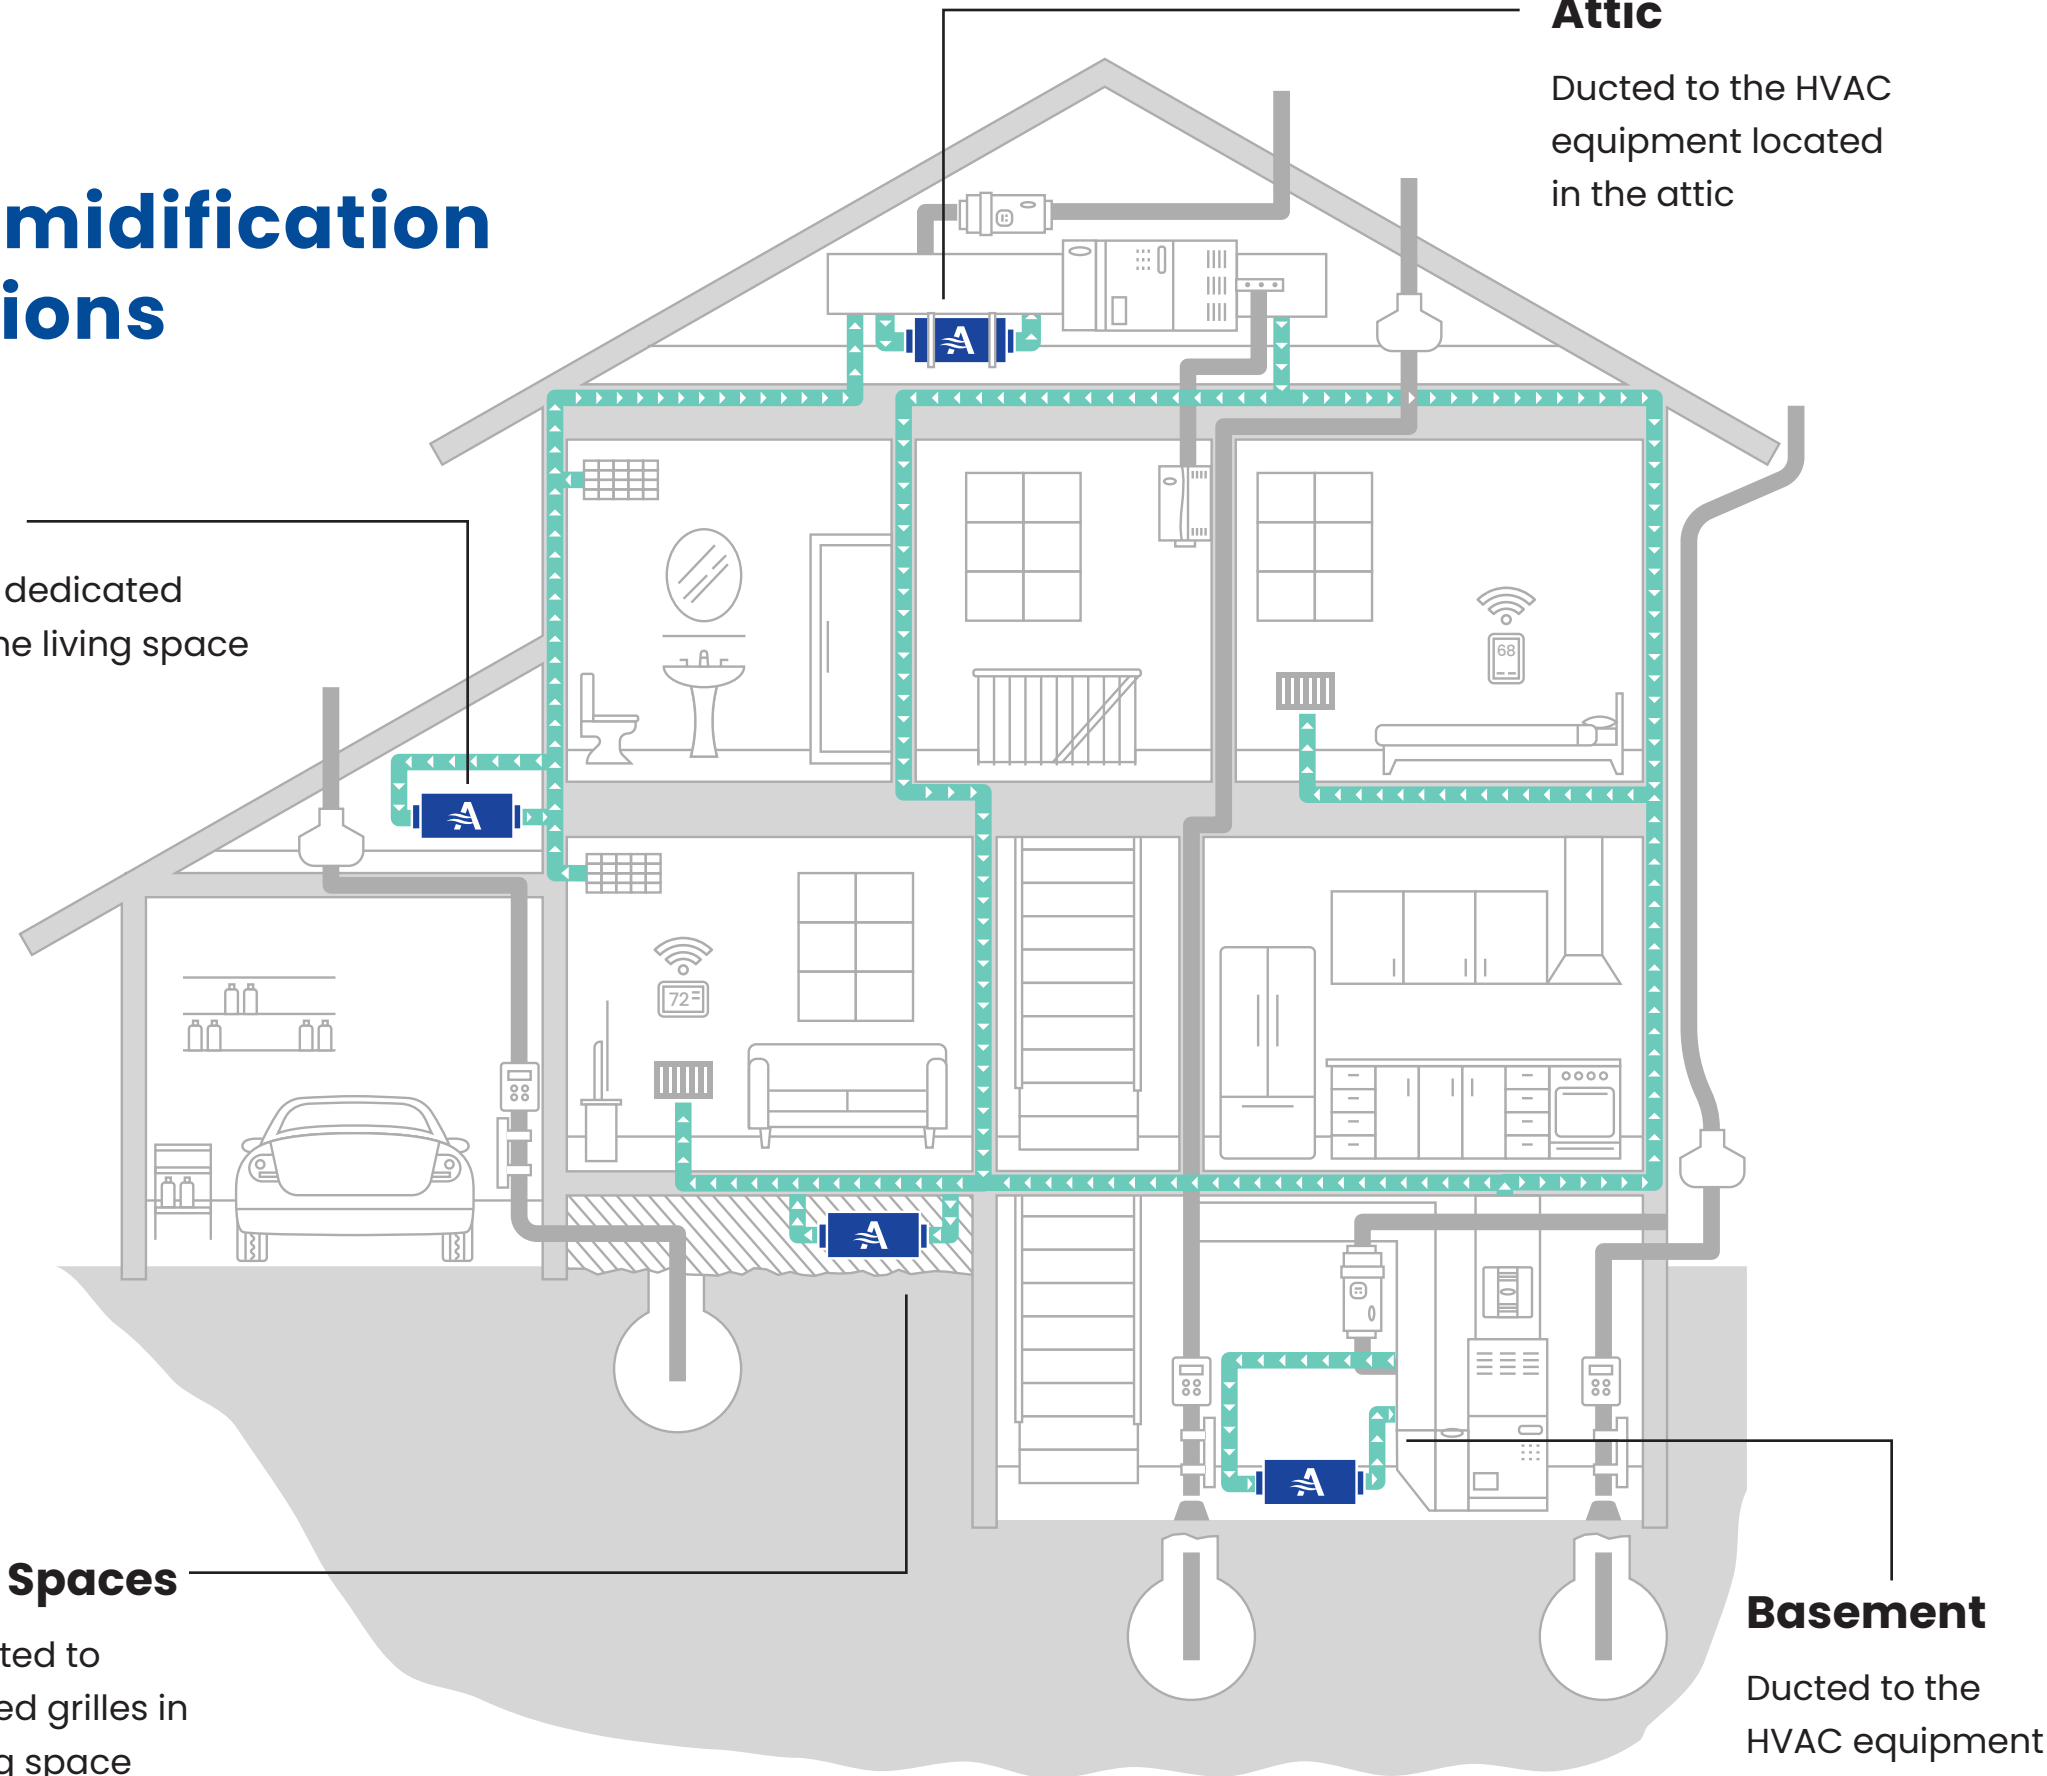 Attic
Ducted to the HVAC
equipment located
in the attic
midification
ions
dedicated
he living space
68
72
Spaces
ted to
ed grilles in
g space
Basement
Ducted to the
HVAC equipment